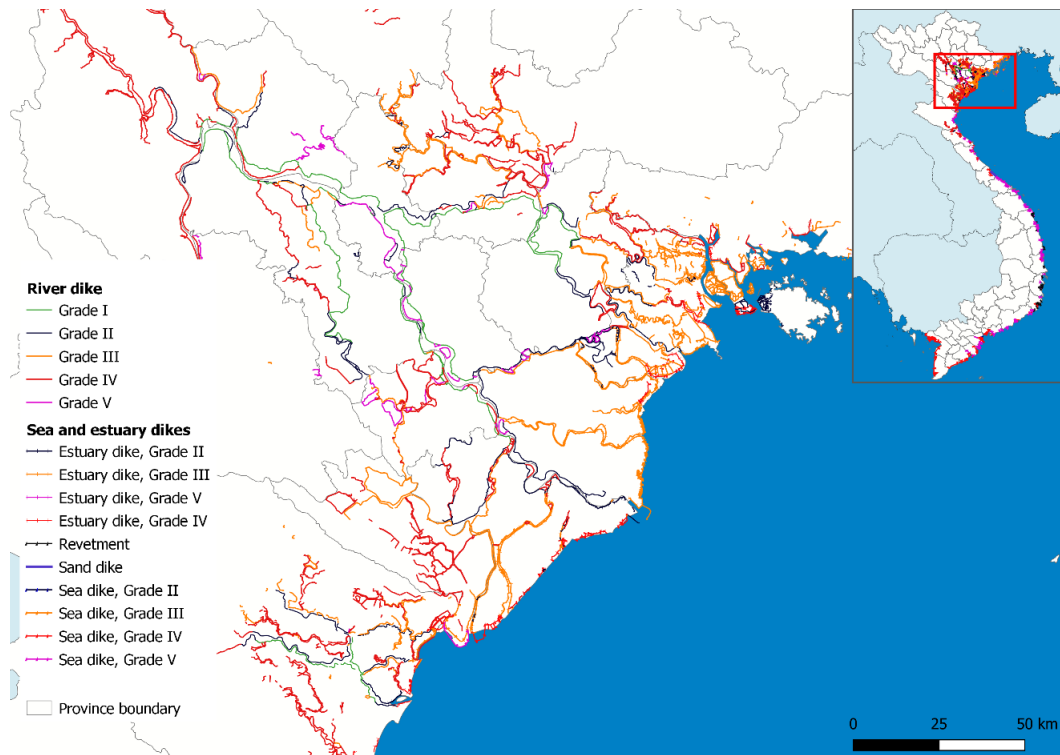 River dike
Grade I
Grade II
Grade III
Grade IV
Grade V
Sea and estuary dikes
Estuary dike, Grade II
Estuary dike, Grade III
Estuary dike, Grade V
Estuary dike, Grade IV
Revetment
Sand dike
Sea dike, Grade II
Sea dike, Grade III
Sea dike, Grade IV
Sea dike, Grade V
Province boundary
0 25 50 km